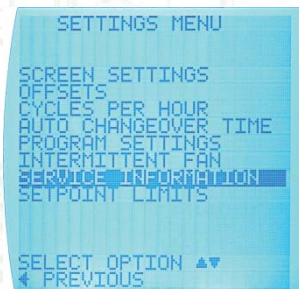 SETTINGS MENU
SCREEN SETTINGS
OFFSETS
CYCLES PER HOUR
AUTO CHANGEOVER TIME
PROGRAM SETTINGS
INTERMITTENT FAN
SERVICE INFORMATION
SETPOINT LIMITS
SELECT OPTION ▲▼
◀ PREVIOUS